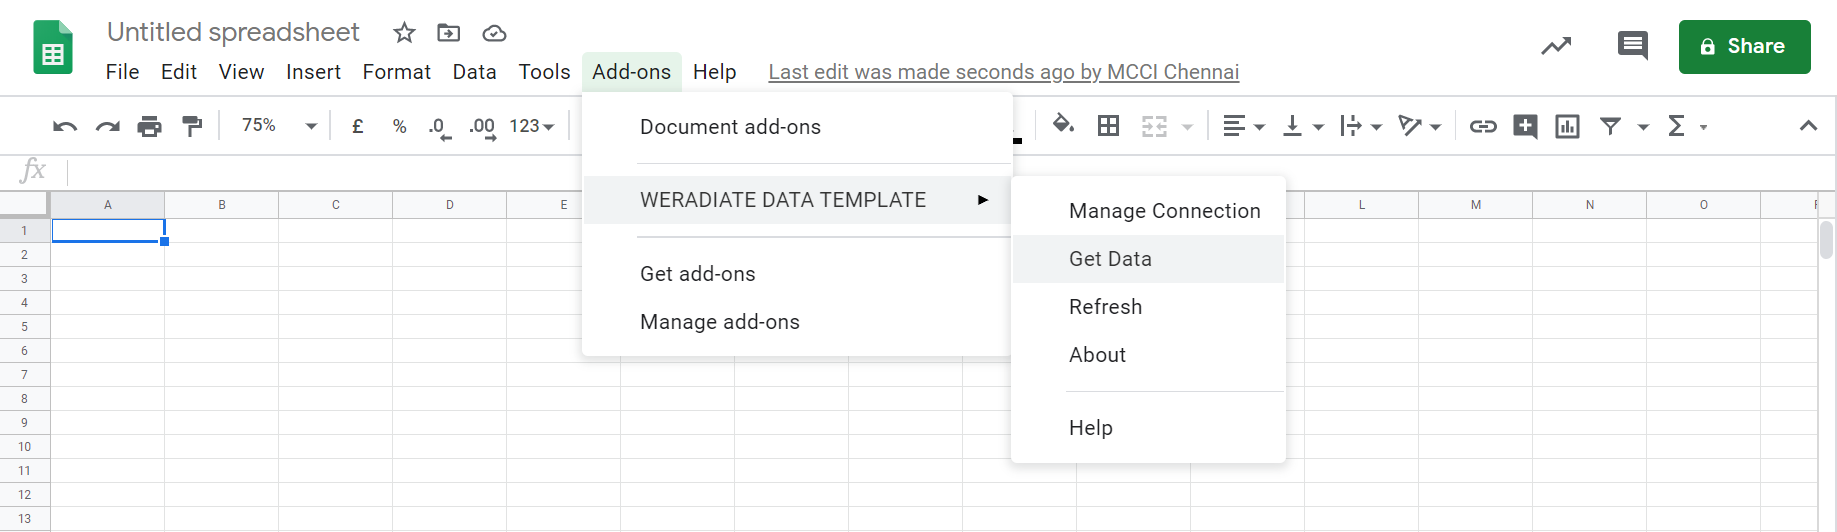 Untitled spreadsheet
File Edit View Insert Format Data Tools Add-ons Help Last edit was made seconds ago by MCCI Chennai
Share
75% £ % .0 .00 123
Σ
fx
Document add-ons
WERADIATE DATA TEMPLATE
Get add-ons
Manage add-ons
Manage Connection
Get Data
Refresh
About
Help
A B C D E L M N O
1
2
3
4
5
6
7
8
9
10
11
12
13